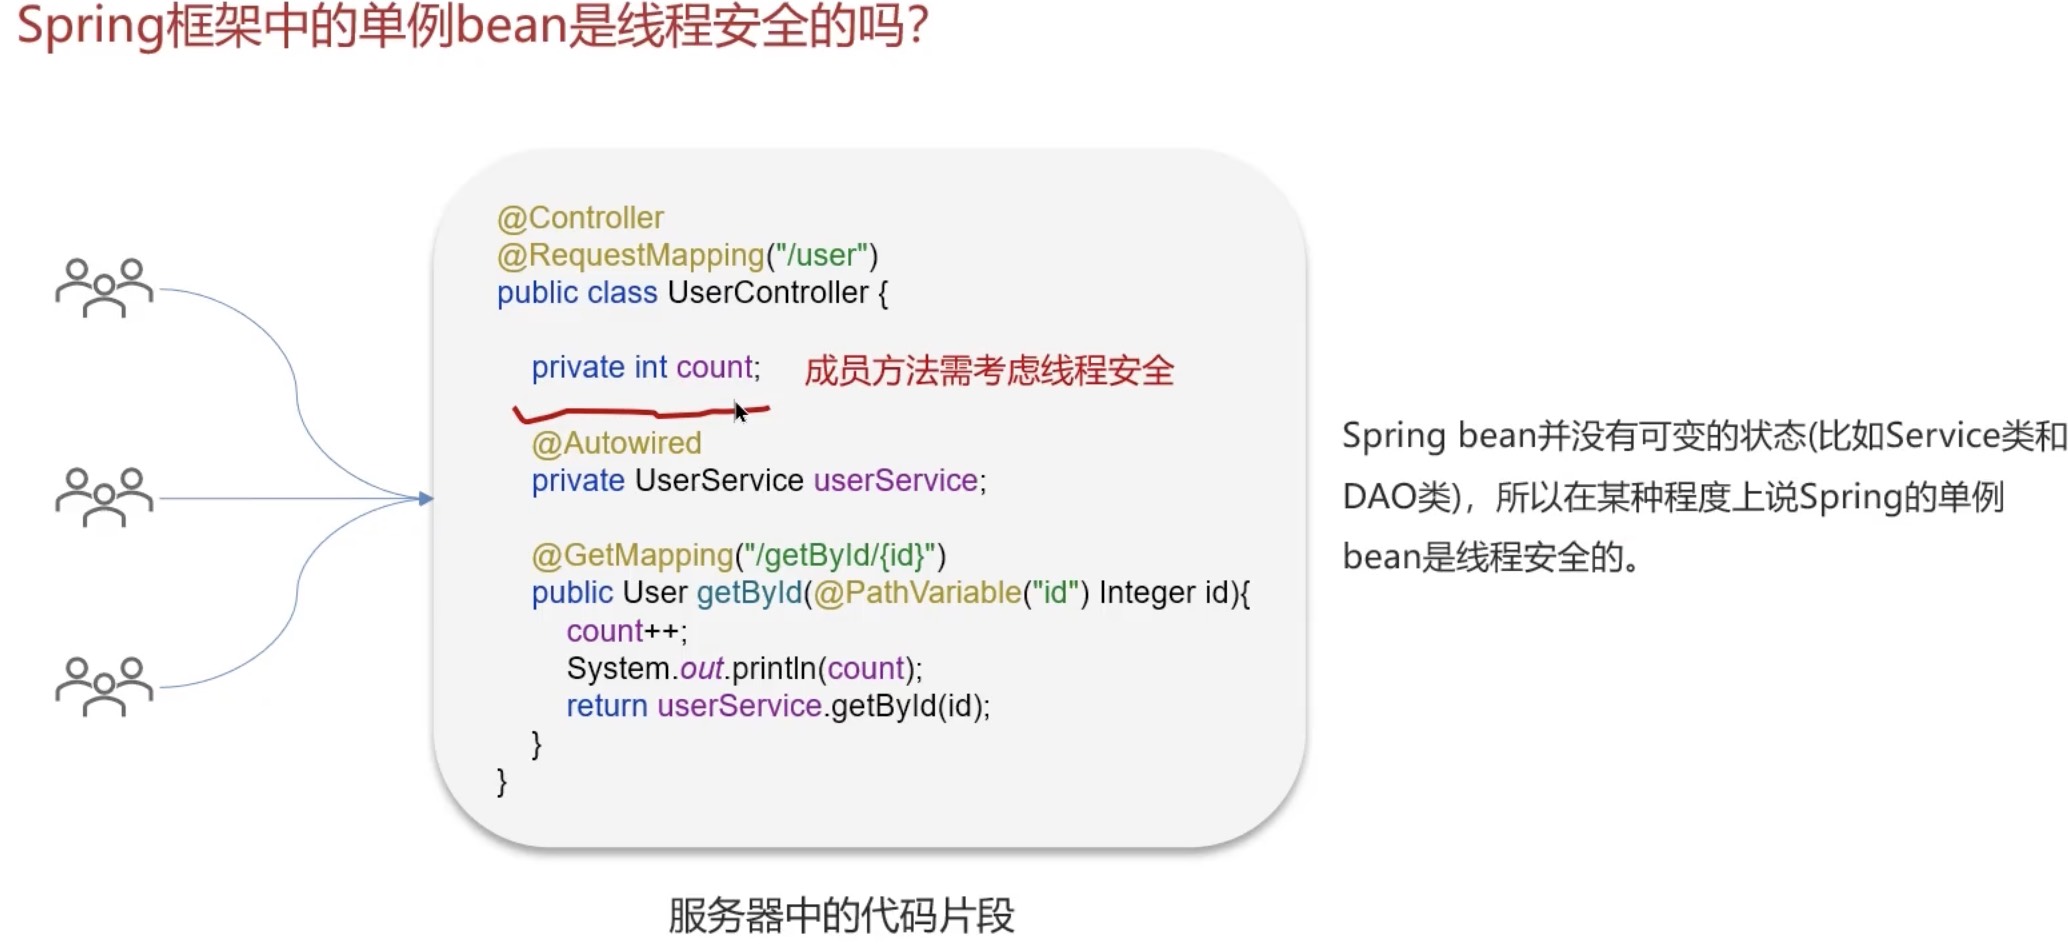 Spring框架中的单例bean是线程安全的吗？
@Controller
@RequestMapping("/user")
public class UserController {
private int count;
成员方法需考虑线程安全
@Autowired
private UserService userService;
@GetMapping("/getById/{id}")
public User getById(@PathVariable("id") Integer id){
count++;
System.out.println(count);
return userService.getById(id);
}
}
Spring bean并没有可变的状态(比如Service类和
DAO类)，所以在某种程度上说Spring的单例
bean是线程安全的。
服务器中的代码片段